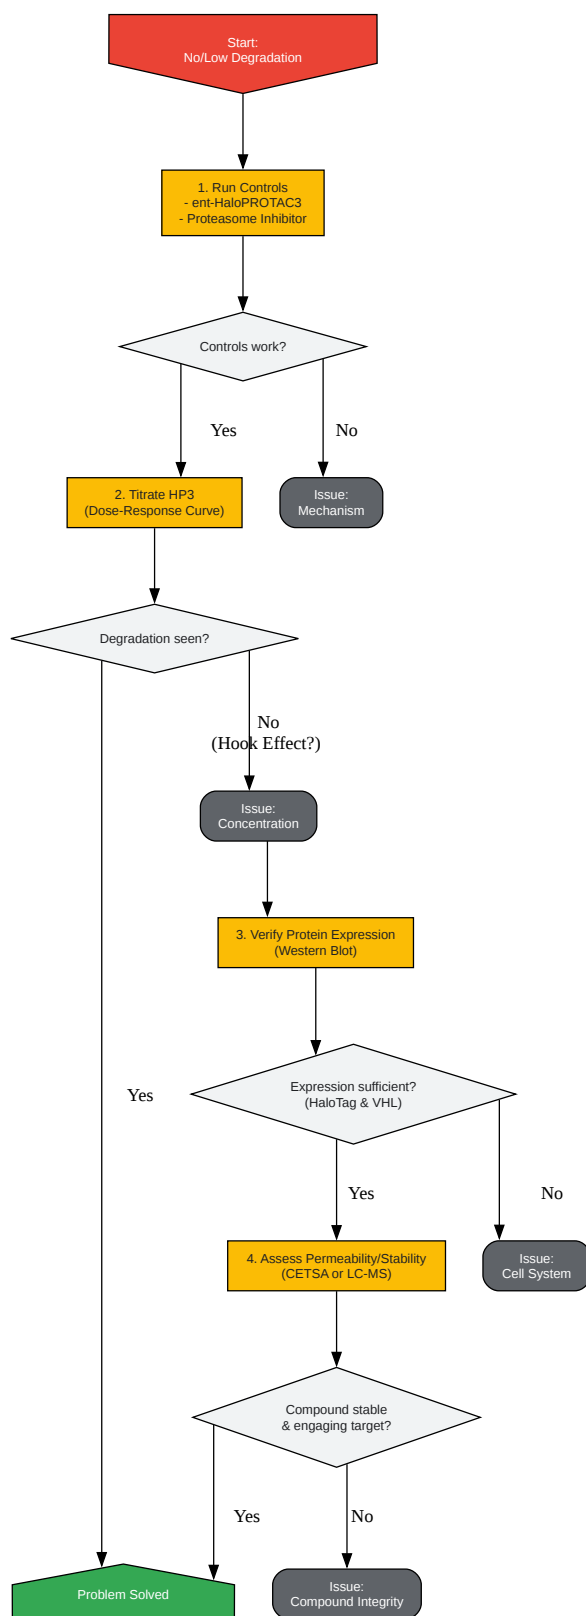 Start:
No/Low Degradation
1. Run Controls
- ent-HaloPROTAC3
- Proteasome Inhibitor
Controls work?
Yes
No
2. Titrate HP3
(Dose-Response Curve)
Issue:
Mechanism
Degradation seen?
No
(Hook Effect?)
Issue:
Concentration
3. Verify Protein Expression
(Western Blot)
Yes
Expression sufficient?
(HaloTag & VHL)
Yes
No
4. Assess Permeability/Stability
(CETSA or LC-MS)
Issue:
Cell System
Compound stable
& engaging target?
Yes
No
Problem Solved
Issue:
Compound Integrity